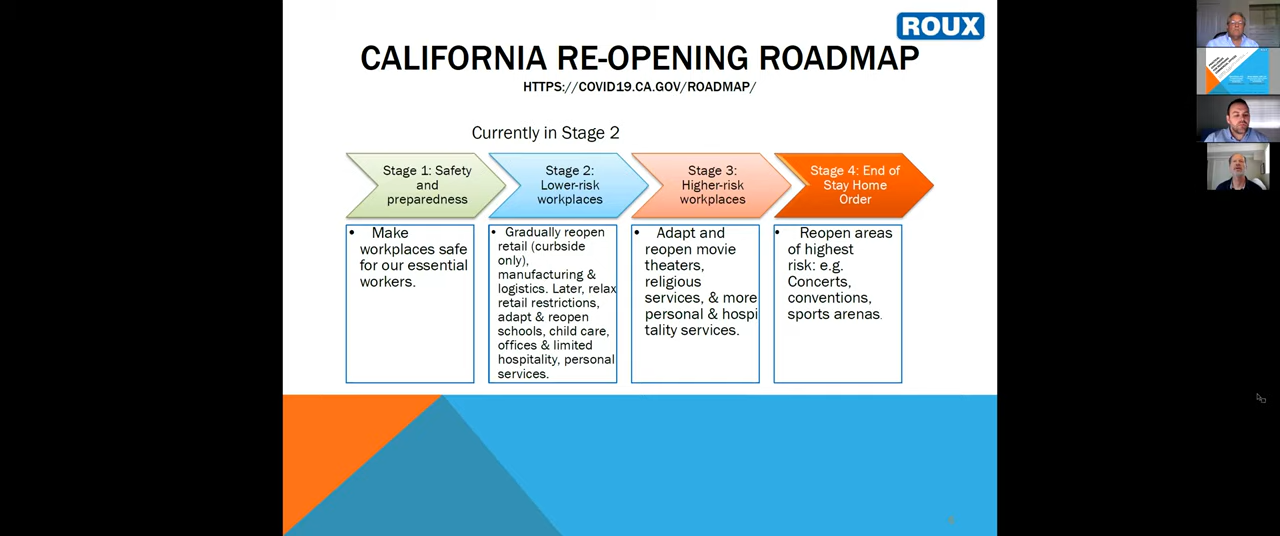 ROUX
CALIFORNIA RE-OPENING ROADMAP
HTTPS://COVID19.CA.GOV/ROADMAP/
Currently in Stage 2
Stage 1: Safety
and
preparedness
• Make
workplaces safe
for our essential
workers.
Stage 2:
Lower-risk
workplaces
• Gradually reopen
retail (curbside
only),
manufacturing &
logistics. Later, relax
retail restrictions,
adapt & reopen
schools, child care,
offices & limited
hospitality, personal
services.
Stage 3:
Higher-risk
workplaces
• Adapt and
reopen movie
theaters,
religious
services, & more
personal & hospi
tality services.
Stage 4: End of
Stay Home
Order
• Reopen areas
of highest
risk: e.g.
Concerts,
conventions,
sports arenas.